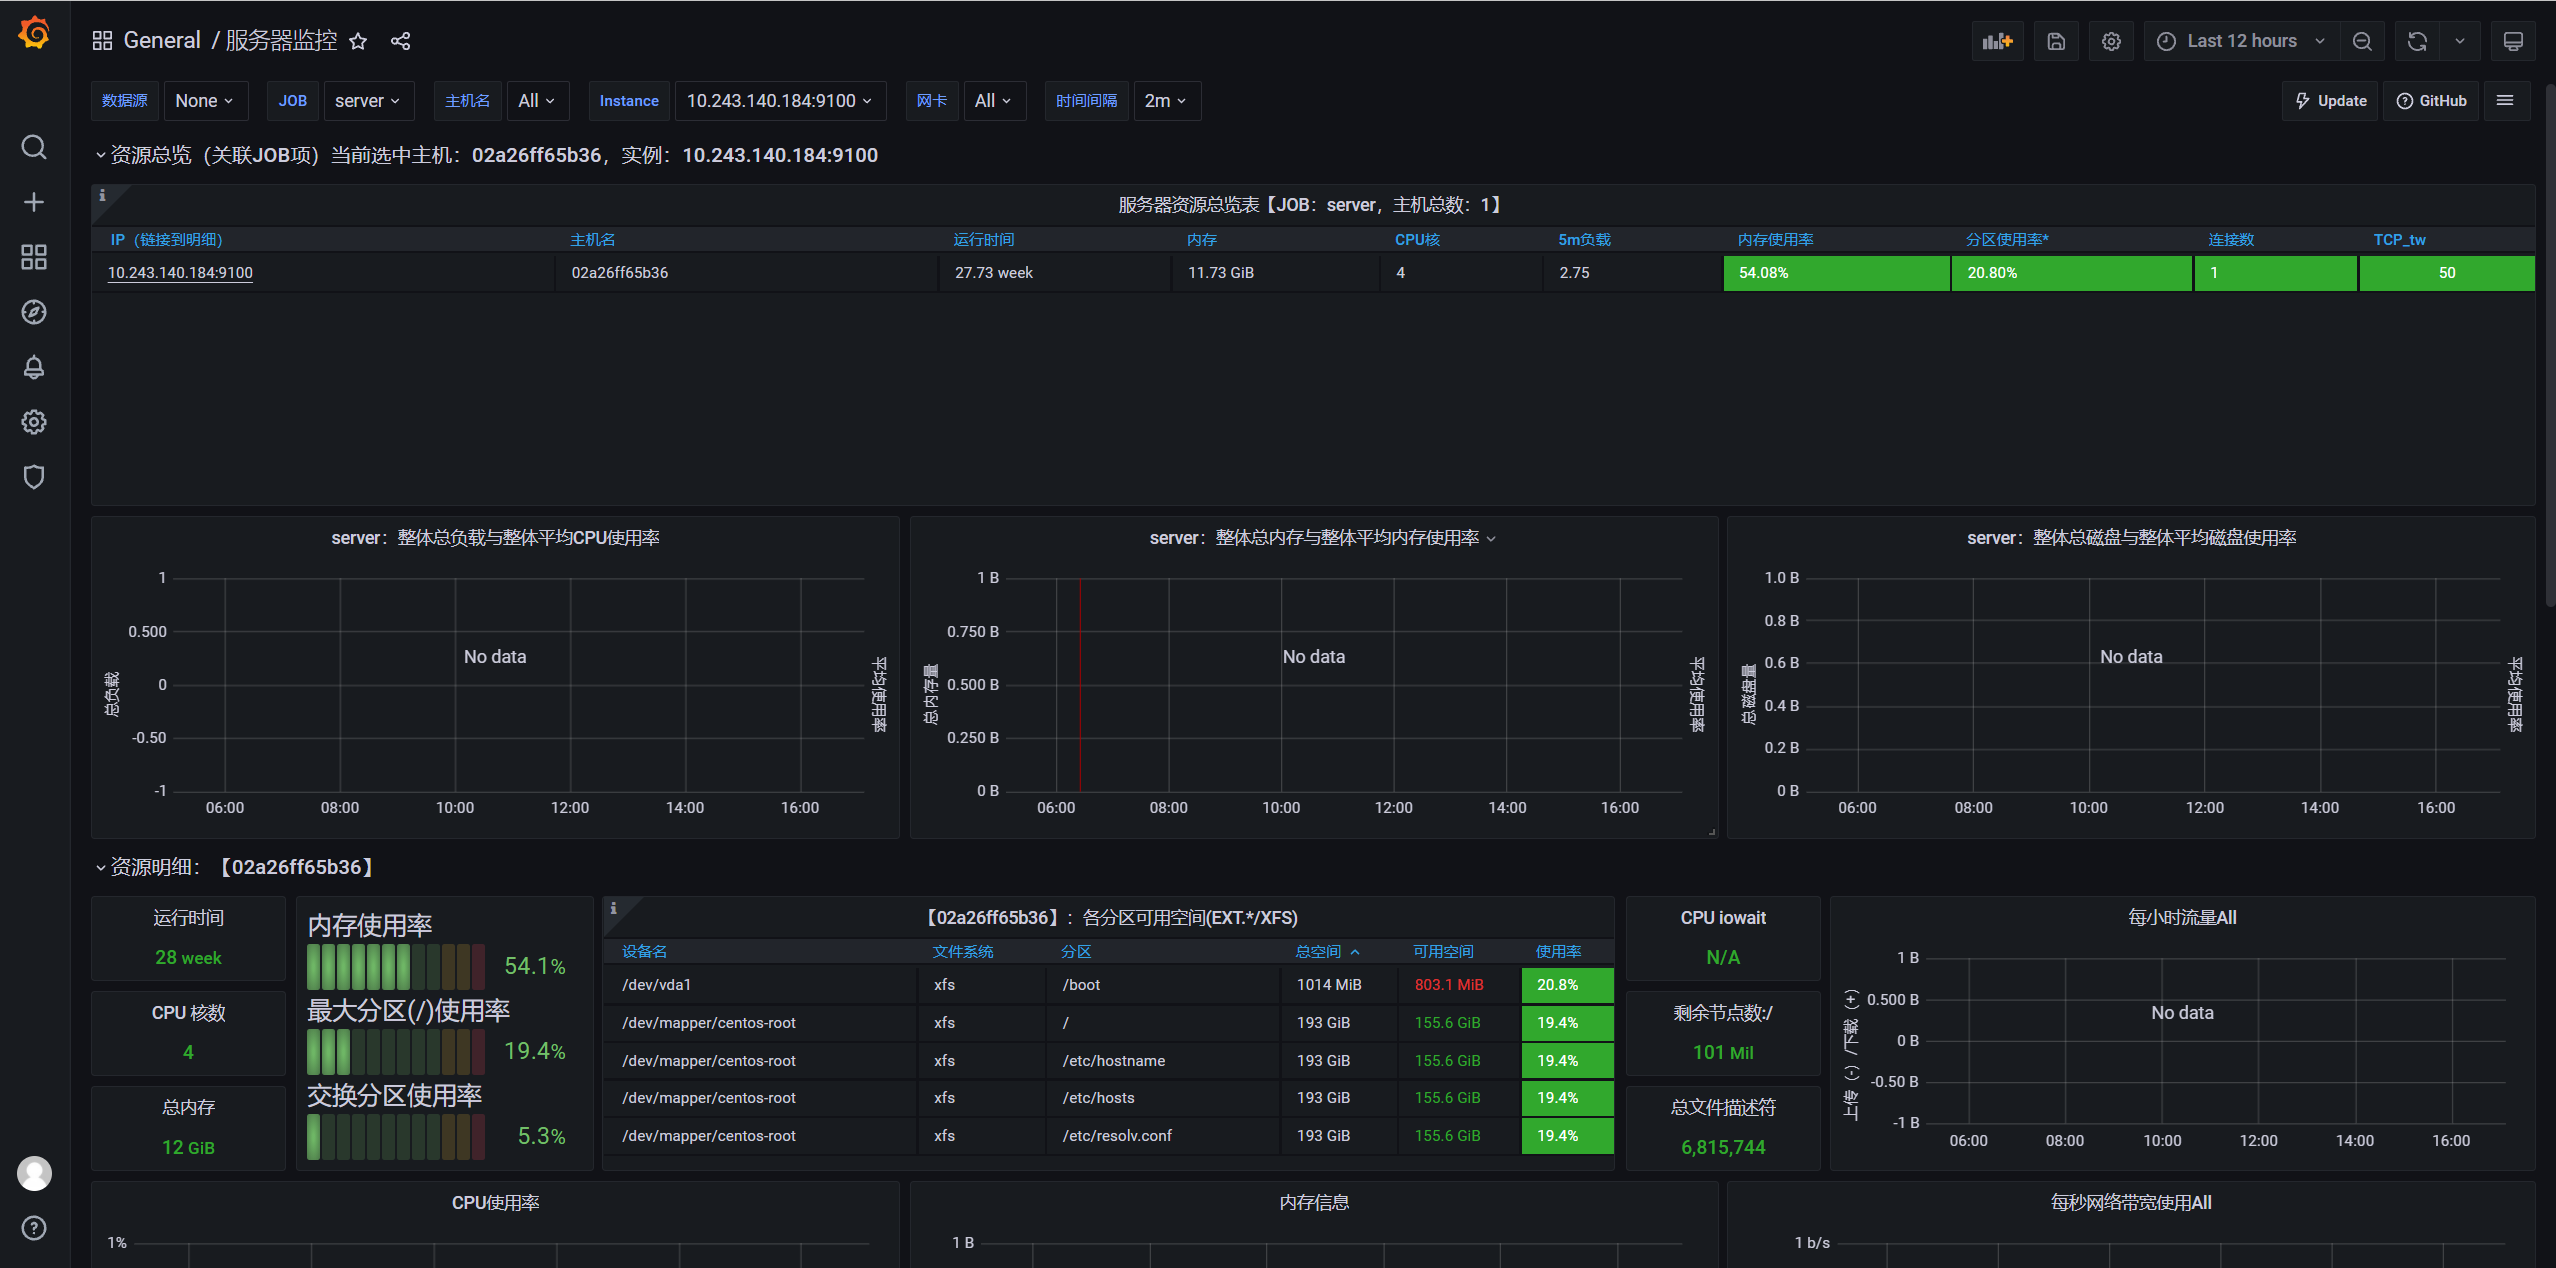 General / 服务器监控
Last 12 hours
数据源 None JOB server 主机名 All Instance 10.243.140.184:9100 网卡 All 时间间隔 2m Update GitHub
资源总览（关联JOB项）当前选中主机：02a26ff65b36，实例：10.243.140.184:9100
服务器资源总览表【JOB：server，主机总数：1】
IP（链接到明细） 主机名 运行时间 内存 CPU核 5m负载 内存使用率 分区使用率* 连接数 TCP_tw
10.243.140.184:9100 02a26ff65b36 27.73 week 11.73 GiB 4 2.75 54.08% 20.80% 1 50
server：整体总负载与整体平均CPU使用率
1
0.500
0
-0.50
-1
总负载
No data
整体平均使用率
06:00 08:00 10:00 12:00 14:00 16:00
server：整体总内存与整体平均内存使用率
1 B
0.750 B
0.500 B
0.250 B
0 B
总内存量
No data
整体平均使用率
06:00 08:00 10:00 12:00 14:00 16:00
server：整体总磁盘与整体平均磁盘使用率
1.0 B
0.8 B
0.6 B
0.4 B
0.2 B
0 B
总磁盘量
No data
整体平均使用率
06:00 08:00 10:00 12:00 14:00 16:00
资源明细：【02a26ff65b36】
运行时间
28 week
CPU 核数
4
总内存
12 GiB
内存使用率
54.1%
最大分区(/)使用率
19.4%
交换分区使用率
5.3%
【02a26ff65b36】：各分区可用空间(EXT.*/XFS)
设备名 文件系统 分区 总空间 可用空间 使用率
/dev/vda1 xfs /boot 1014 MiB 803.1 MiB 20.8%
/dev/mapper/centos-root xfs / 193 GiB 155.6 GiB 19.4%
/dev/mapper/centos-root xfs /etc/hostname 193 GiB 155.6 GiB 19.4%
/dev/mapper/centos-root xfs /etc/hosts 193 GiB 155.6 GiB 19.4%
/dev/mapper/centos-root xfs /etc/resolv.conf 193 GiB 155.6 GiB 19.4%
CPU iowait
N/A
剩余节点数:/
101 Mil
总文件描述符
6,815,744
每小时流量All
1 B
0.500 B
0 B
-0.50 B
-1 B
上传（-）/下载（+）
No data
06:00 08:00 10:00 12:00 14:00 16:00
CPU使用率
1%
内存信息
1 B
每秒网络带宽使用All
1 b/s